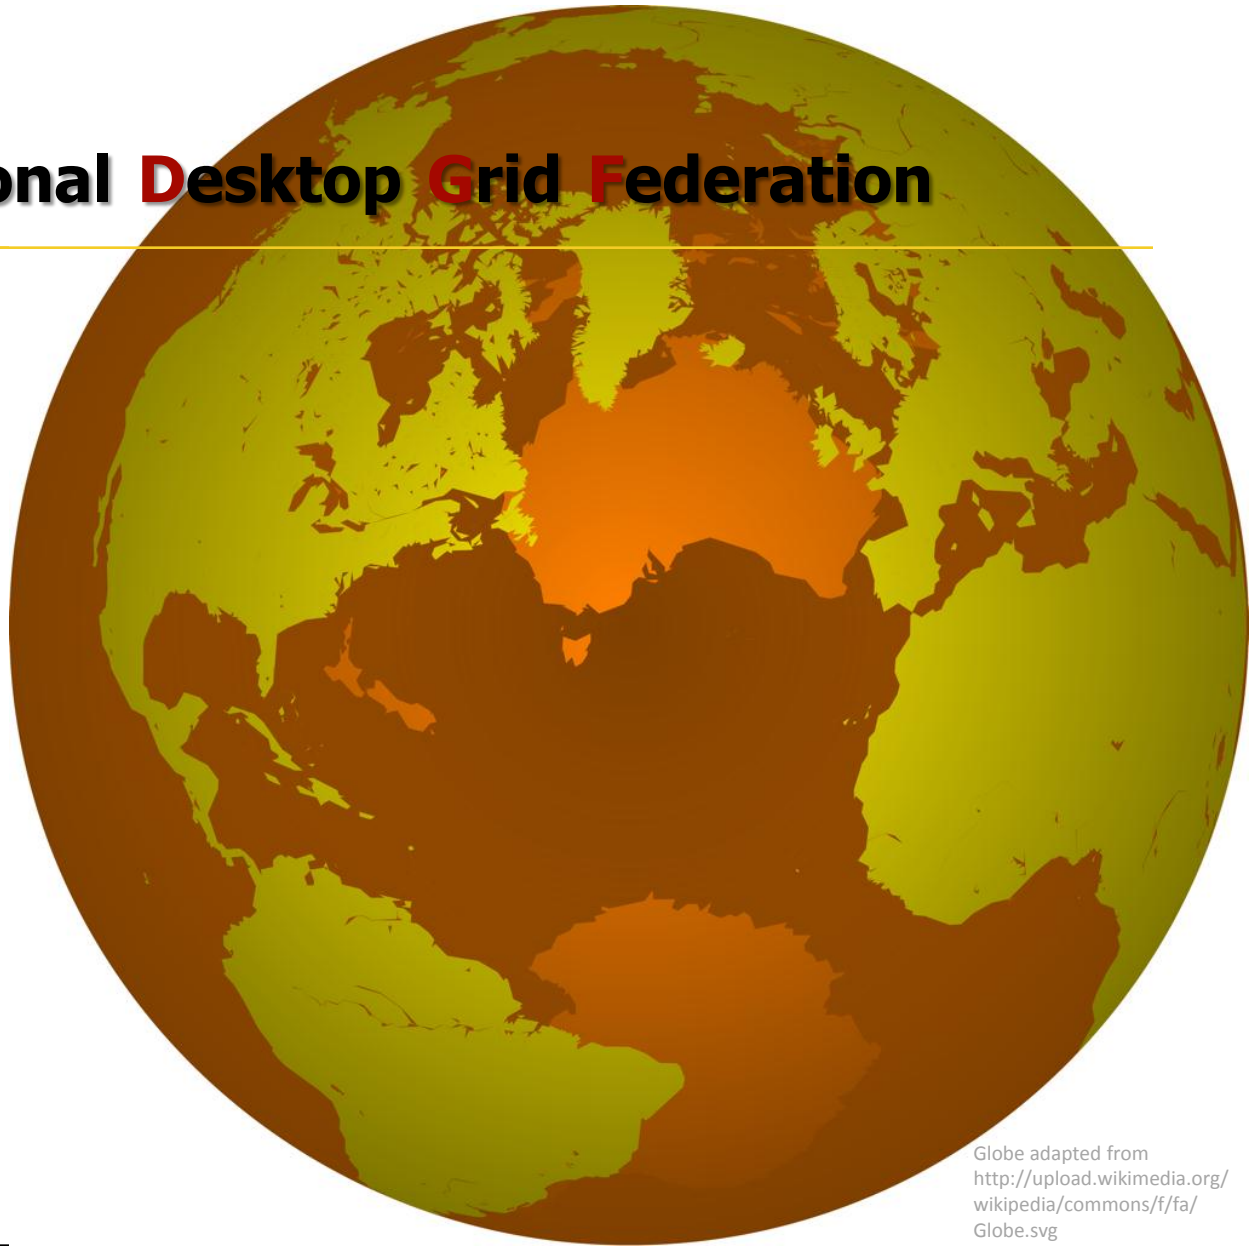 onal Desktop Grid Federation
Globe adapted from
http://upload.wikimedia.org/
wikipedia/commons/f/fa/
Globe.svg